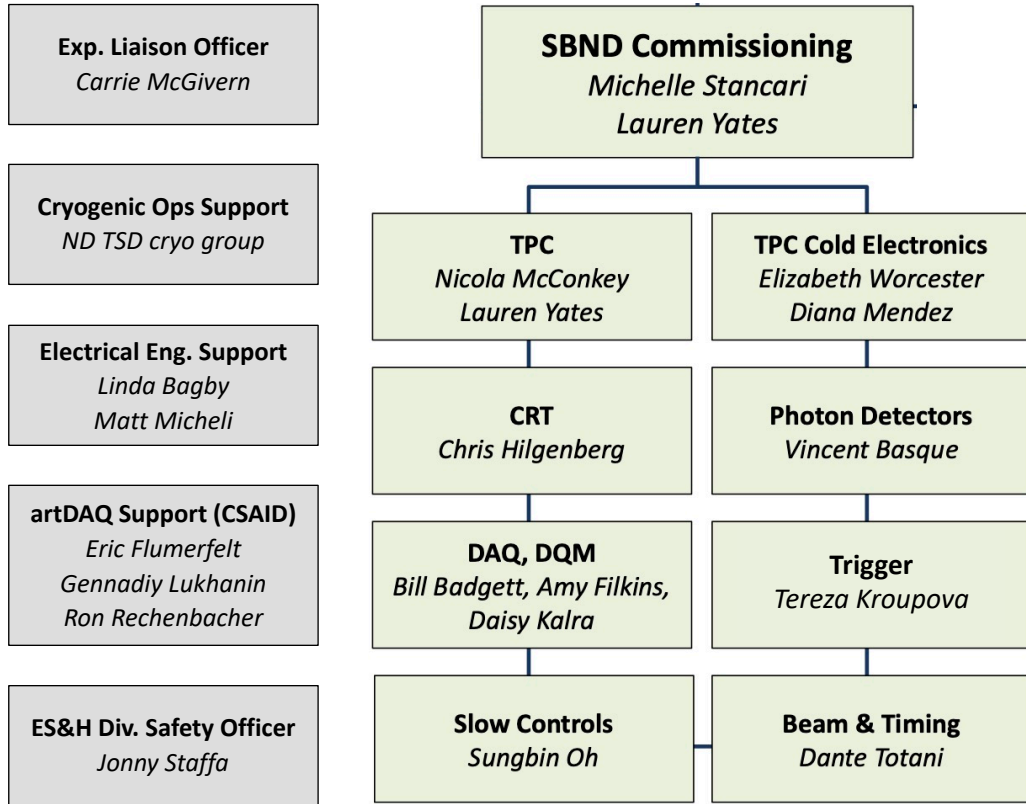 Exp. Liaison Officer
Carrie McGivern
Cryogenic Ops Support
ND TSD cryo group
Electrical Eng. Support
Linda Bagby
Matt Micheli
artDAQ Support (CSAID)
Eric Flumerfelt
Gennadiy Lukhanin
Ron Rechenbacher
ES&H Div. Safety Officer
Jonny Staffa
SBND Commissioning
Michelle Stancari
Lauren Yates
TPC
Nicola McConkey
Lauren Yates
TPC Cold Electronics
Elizabeth Worcester
Diana Mendez
CRT
Chris Hilgenberg
Photon Detectors
Vincent Basque
DAQ, DQM
Bill Badgett, Amy Filkins,
Daisy Kalra
Trigger
Tereza Kroupova
Slow Controls
Sungbin Oh
Beam & Timing
Dante Totani